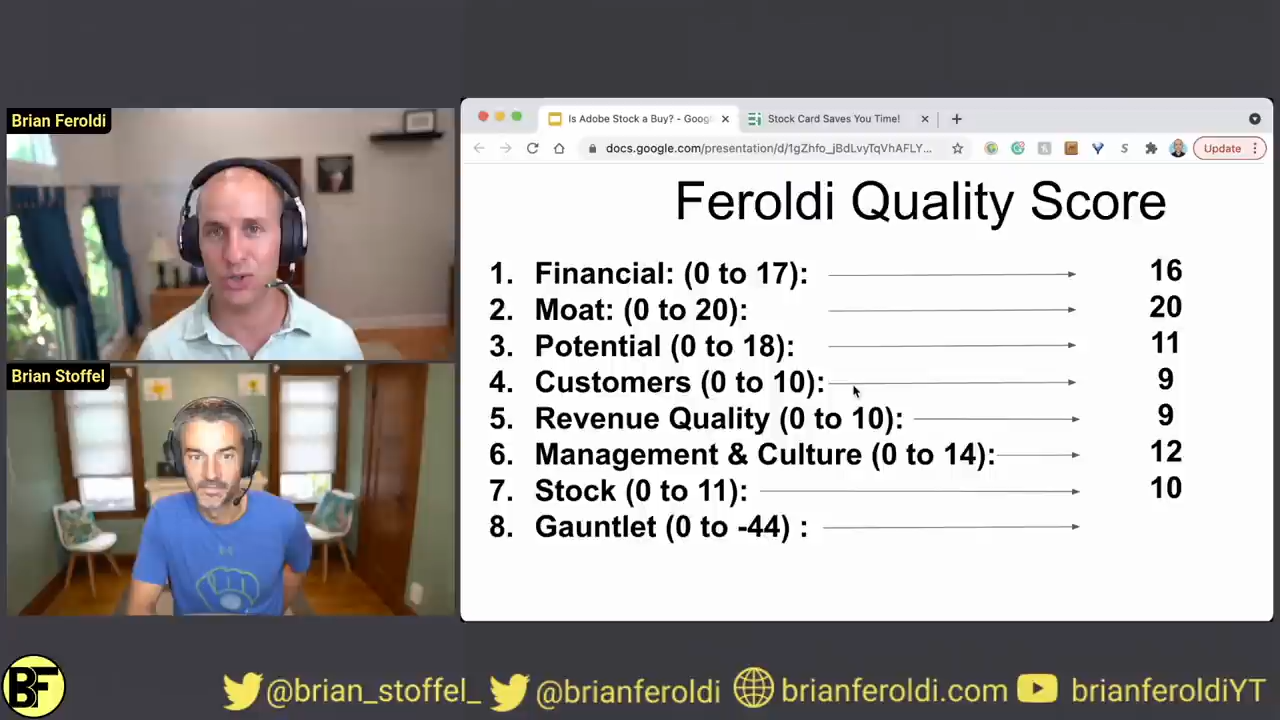 Brian Feroldi
Brian Stoffel
Is Adobe Stock a Buy? - Goog
Stock Card Saves You Time!
docs.google.com/presentation/d/1gZhfo_jBdLvyTqVhAFLY...
Update
Feroldi Quality Score
1. Financial: (0 to 17): 16
2. Moat: (0 to 20): 20
3. Potential (0 to 18): 11
4. Customers (0 to 10): 9
5. Revenue Quality (0 to 10): 9
6. Management & Culture (0 to 14): 12
7. Stock (0 to 11): 10
8. Gauntlet (0 to -44) :
BF
@brian_stoffel_ @brianferoldi brianferoldi.com brianferoldiYT